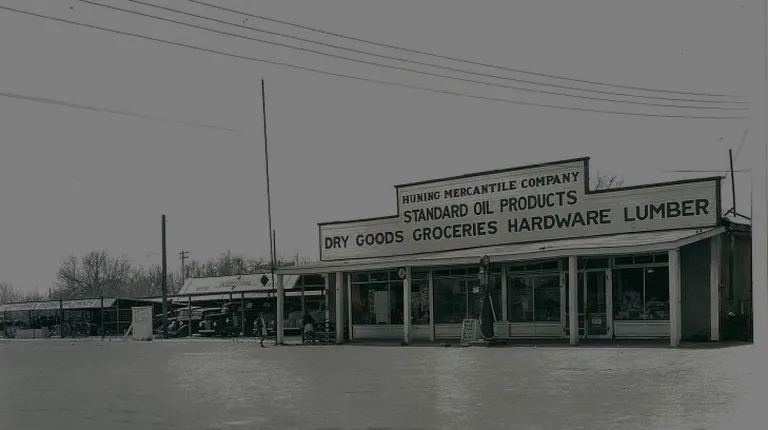 HUNING MERCANTILE COMPANY
STANDARD OIL PRODUCTS
DRY GOODS GROCERIES HARDWARE LUMBER